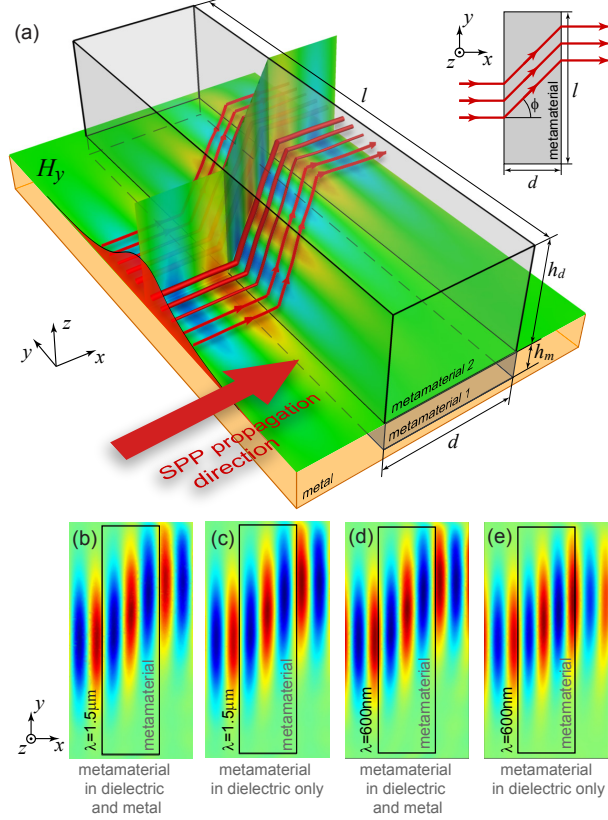 (a)
y
z
x
metamaterial
ϕ
l
d
l
H_y
z
y
x
h_d
h_m
metamaterial 2
metamaterial 1
d
metal
SPP propagation
direction
(b)
(c)
(d)
(e)
λ=1.5μm
metamaterial
λ=1.5μm
metamaterial
λ=600nm
metamaterial
λ=600nm
metamaterial
y
z
x
metamaterial
in dielectric
and metal
metamaterial
in dielectric only
metamaterial
in dielectric
and metal
metamaterial
in dielectric only